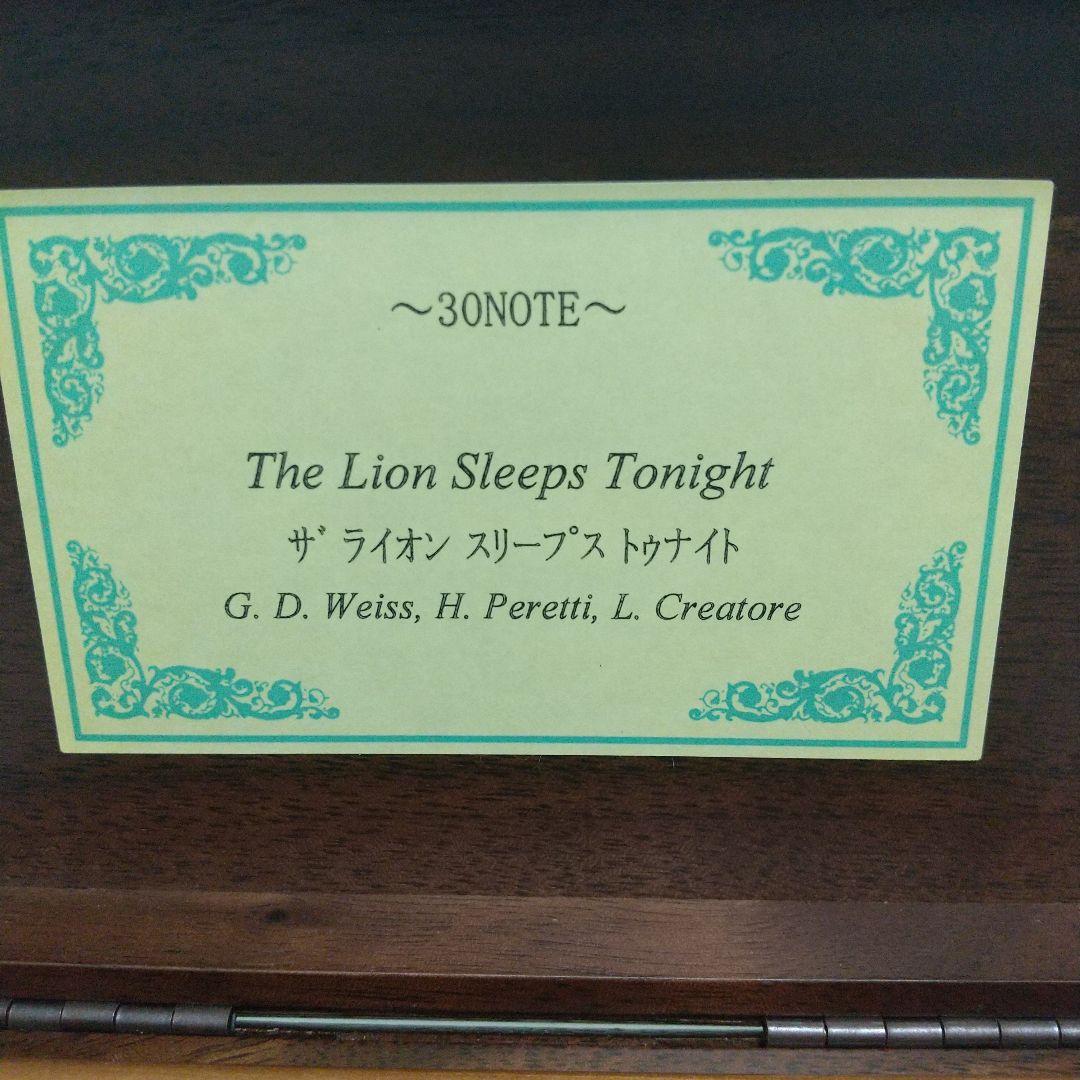 ～30NOTE～
The Lion Sleeps Tonight
ｻﾞ ライオン スリープス トゥナイト
G. D. Weiss, H. Peretti, L. Creatore